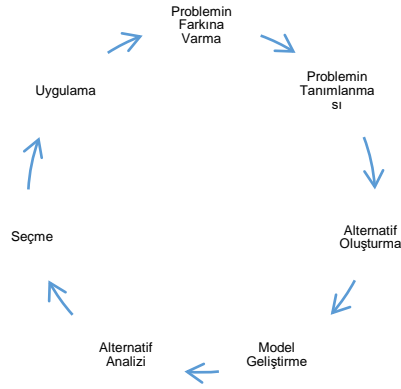 Problemin
Farkına
Varma
Problemin
Tanımlanma
sı
Alternatif
Oluşturma
Model
Geliştirme
Alternatif
Analizi
Seçme
Uygulama